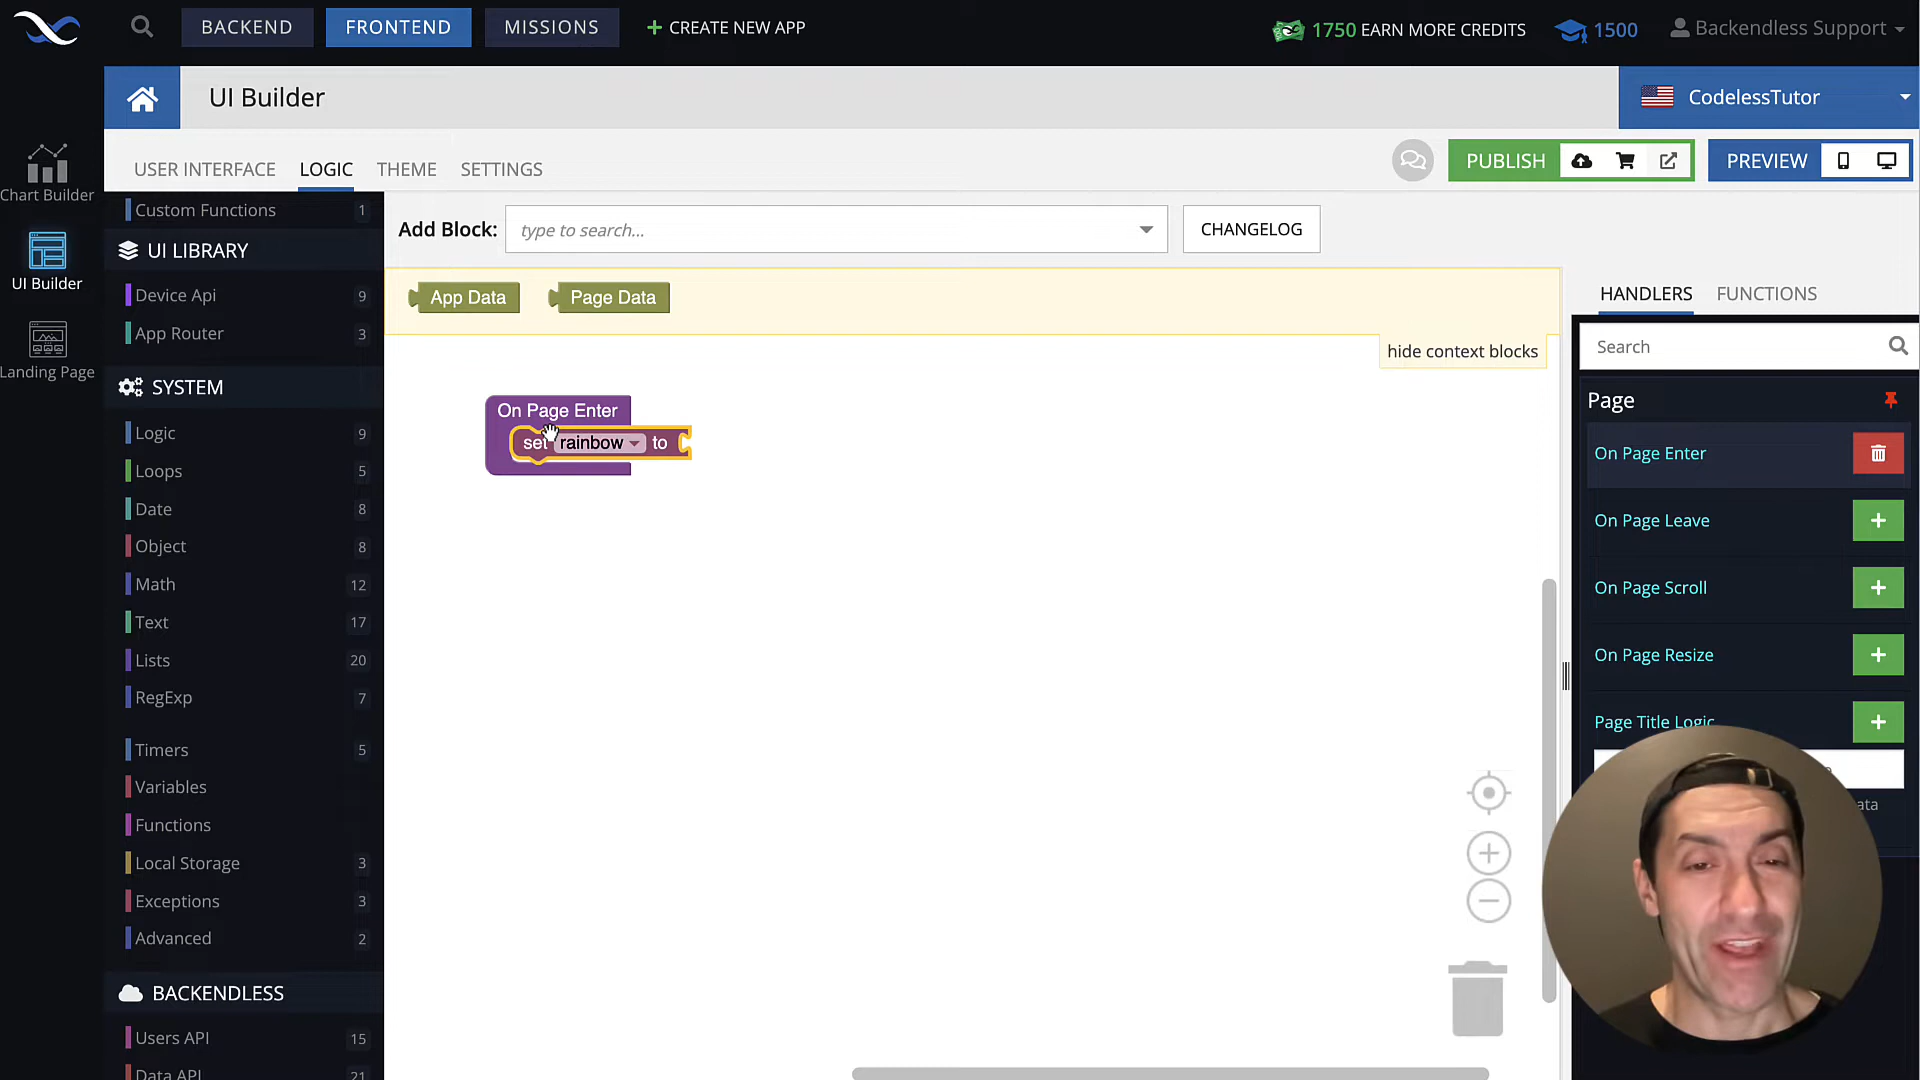 BACKEND
FRONTEND
MISSIONS
+ CREATE NEW APP
1750 EARN MORE CREDITS
1500
Backendless Support
UI Builder
CodelessTutor
USER INTERFACE
LOGIC
THEME
SETTINGS
PUBLISH
PREVIEW
Chart Builder
UI Builder
Landing Page
Custom Functions 1
UI LIBRARY
Device Api 9
App Router 3
SYSTEM
Logic 9
Loops 5
Date 8
Object 8
Math 12
Text 17
Lists 20
RegExp 7
Timers 5
Variables
Functions
Local Storage 3
Exceptions 3
Advanced 2
BACKENDLESS
Users API 15
Data API 21
Add Block: type to search...
CHANGELOG
App Data
Page Data
hide context blocks
On Page Enter
set rainbow to
HANDLERS
FUNCTIONS
Search
Page
On Page Enter
On Page Leave
On Page Scroll
On Page Resize
Page Title Logic